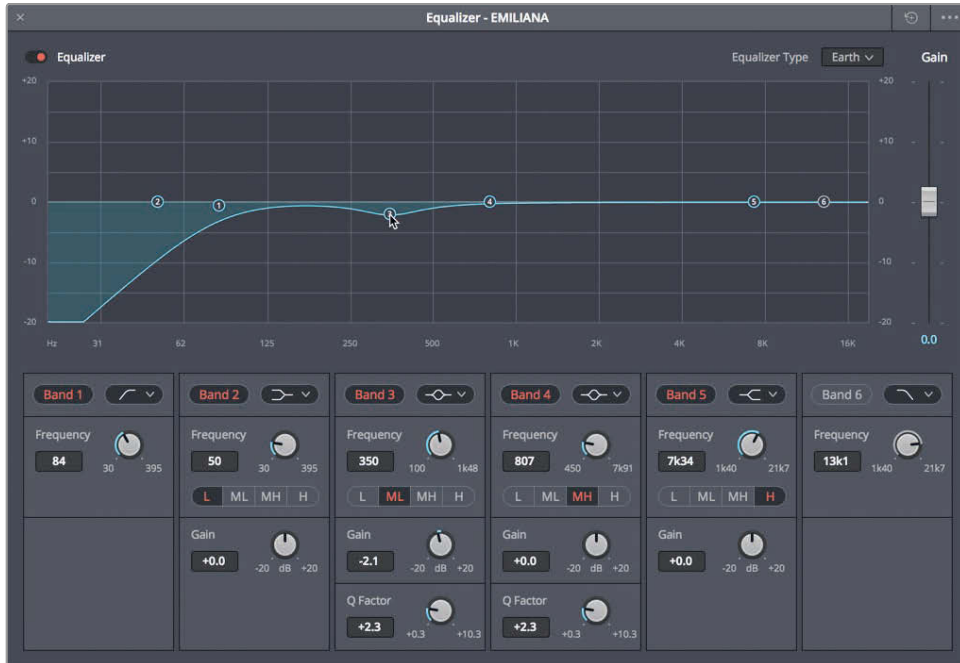 Equalizer - EMILIANA
Equalizer
Equalizer Type Earth Gain
+20 +20
+10 +10
0 2 1 3 4 5 6 0
-10 -10
-20 -20
Hz 31 62 125 250 500 1K 2K 4K 8K 16K 0.0
Band 1 Band 2 Band 3 Band 4 Band 5 Band 6
Frequency Frequency Frequency Frequency Frequency Frequency
84 30 395 50 30 395 350 100 1k48 807 450 7k91 7k34 1k40 21k7 13k1 1k40 21k7
L ML MH H L ML MH H L ML MH H L ML MH H
Gain Gain Gain Gain
+0.0 -20 dB +20 -2.1 -20 dB +20 +0.0 -20 dB +20 +0.0 -20 dB +20
Q Factor Q Factor
+2.3 +0.3 +10.3 +2.3 +0.3 +10.3